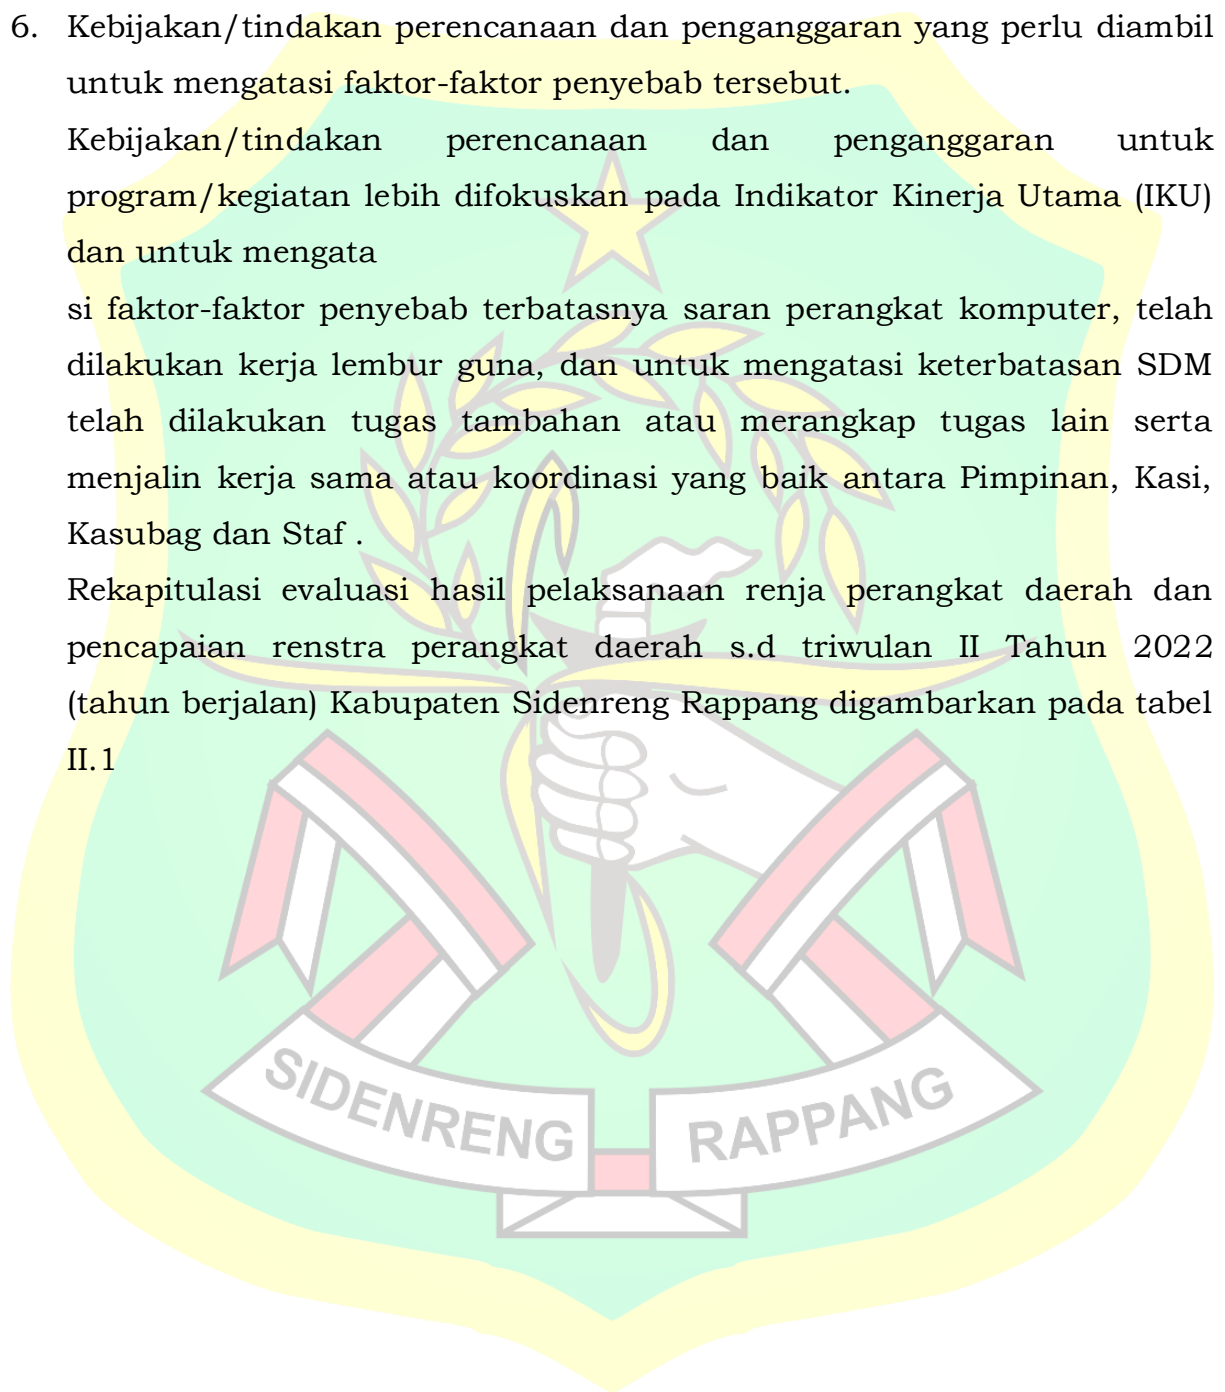 6. Kebijakan/tindakan perencanaan dan penganggaran yang perlu diambil
untuk mengatasi faktor-faktor penyebab tersebut.
Kebijakan/tindakan perencanaan dan penganggaran untuk
program/kegiatan lebih difokuskan pada Indikator Kinerja Utama (IKU)
dan untuk mengata
si faktor-faktor penyebab terbatasnya saran perangkat komputer, telah
dilakukan kerja lembur guna, dan untuk mengatasi keterbatasan SDM
telah dilakukan tugas tambahan atau merangkap tugas lain serta
menjalin kerja sama atau koordinasi yang baik antara Pimpinan, Kasi,
Kasubag dan Staf .
Rekapitulasi evaluasi hasil pelaksanaan renja perangkat daerah dan
pencapaian renstra perangkat daerah s.d triwulan II Tahun 2022
(tahun berjalan) Kabupaten Sidenreng Rappang digambarkan pada tabel
II.1
SIDENRENG RAPPANG